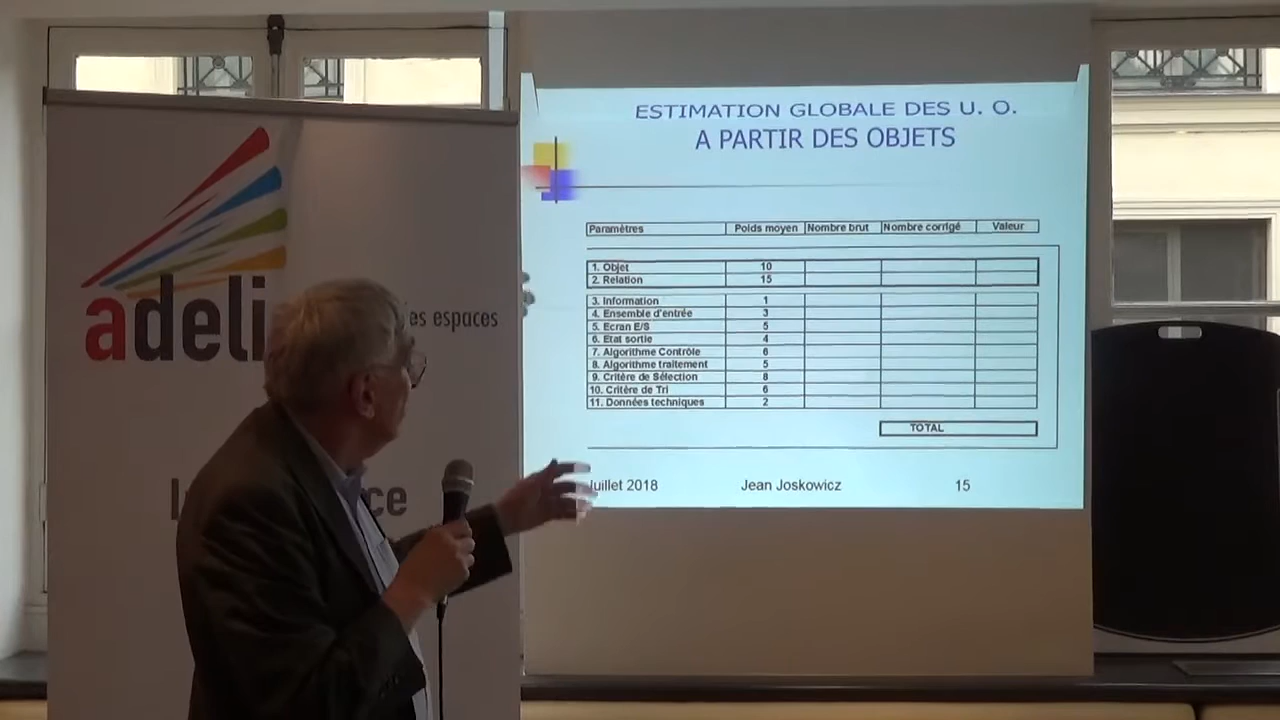 adeli
es espaces
ce
ESTIMATION GLOBALE DES U. O.
A PARTIR DES OBJETS
Paramètres Poids moyen Nombre brut Nombre corrigé Valeur
1. Objet 10
2. Relation 15
3. Information 1
4. Ensemble d'entrée 3
5. Ecran E/S 5
6. Etat sortie 4
7. Algorithme Contrôle 6
8. Algorithme traitement 5
9. Critère de Sélection 8
10. Critère de Tri 6
11. Données techniques 2
TOTAL
Juillet 2018 Jean Joskowicz 15